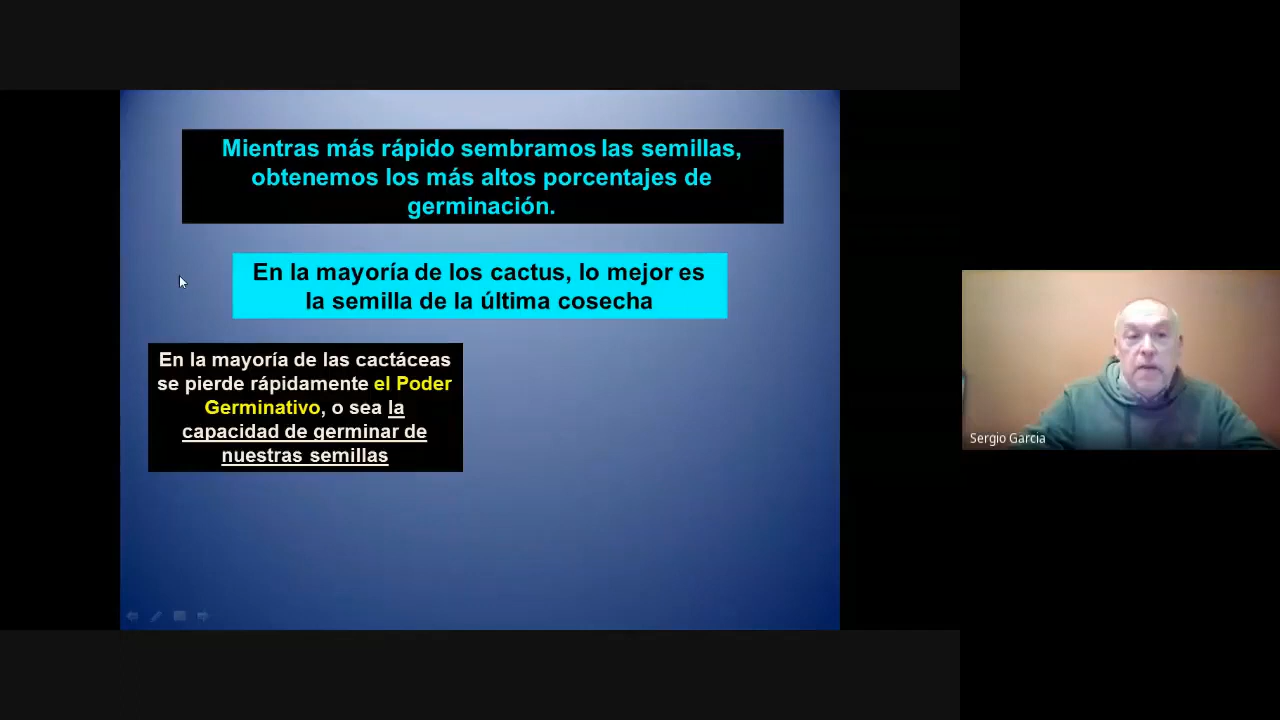 Mientras más rápido sembramos las semillas,
obtenemos los más altos porcentajes de
germinación.
En la mayoría de los cactus, lo mejor es
la semilla de la última cosecha
En la mayoría de las cactáceas
se pierde rápidamente el Poder
Germinativo, o sea la
capacidad de germinar de
nuestras semillas
Sergio Garcia